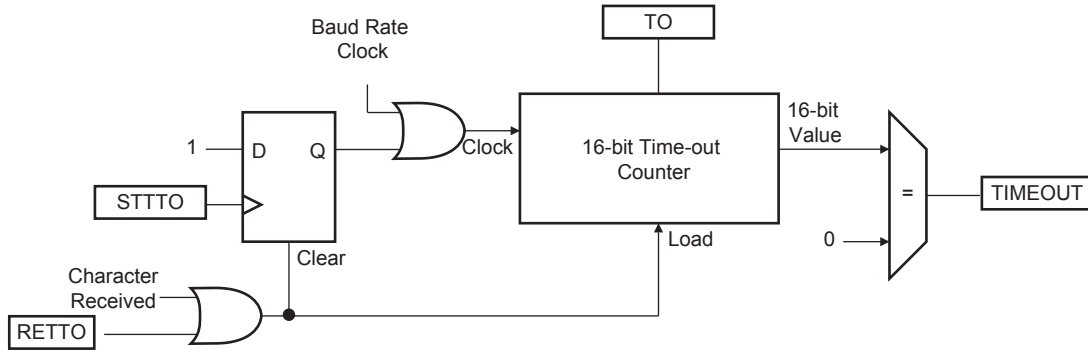 TO
Baud Rate
Clock
16-bit
Value
1
D
Q
Clock
16-bit Time-out
Counter
STTTO
=
TIMEOUT
0
Load
Clear
Character
Received
RETTO